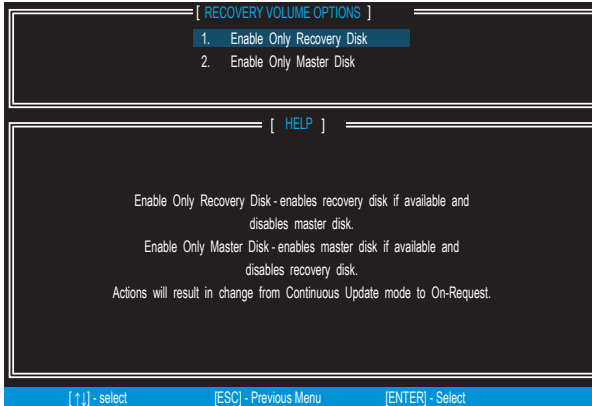 [ RECOVERY VOLUME OPTIONS ]
1. Enable Only Recovery Disk
2. Enable Only Master Disk
[ HELP ]
Enable Only Recovery Disk - enables recovery disk if available and
disables master disk.
Enable Only Master Disk - enables master disk if available and
disables recovery disk.
Actions will result in change from Continuous Update mode to On-Request.
[↑↓] - select [ESC] - Previous Menu [ENTER] - Select